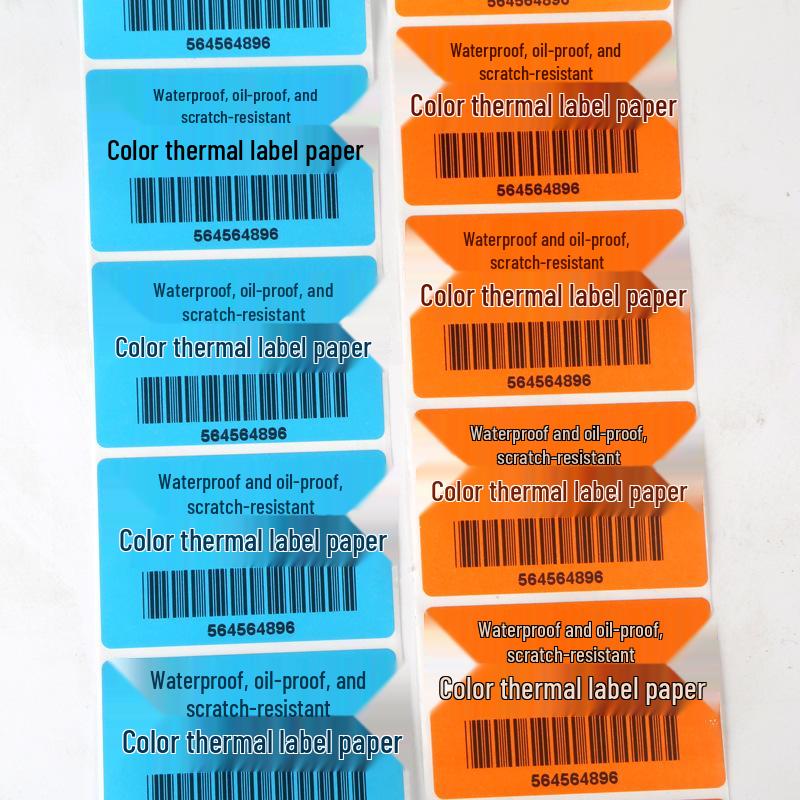 564564896
Waterproof, oil-proof, and
scratch-resistant
Color thermal label paper
564564896
Waterproof, oil-proof, and
scratch-resistant
Color thermal label paper
564564896
Waterproof and oil-proof,
scratch-resistant
Color thermal label paper
564564896
Waterproof, oil-proof, and
scratch-resistant
Color thermal label paper
564564896
Waterproof, oil-proof, and
scratch-resistant
Color thermal label paper
564564896
Waterproof and oil-proof,
scratch-resistant
Color thermal label paper
564564896
Waterproof and oil-proof,
scratch-resistant
Color thermal label paper
564564896
Waterproof and oil-proof,
scratch-resistant
Color thermal label paper
564564896